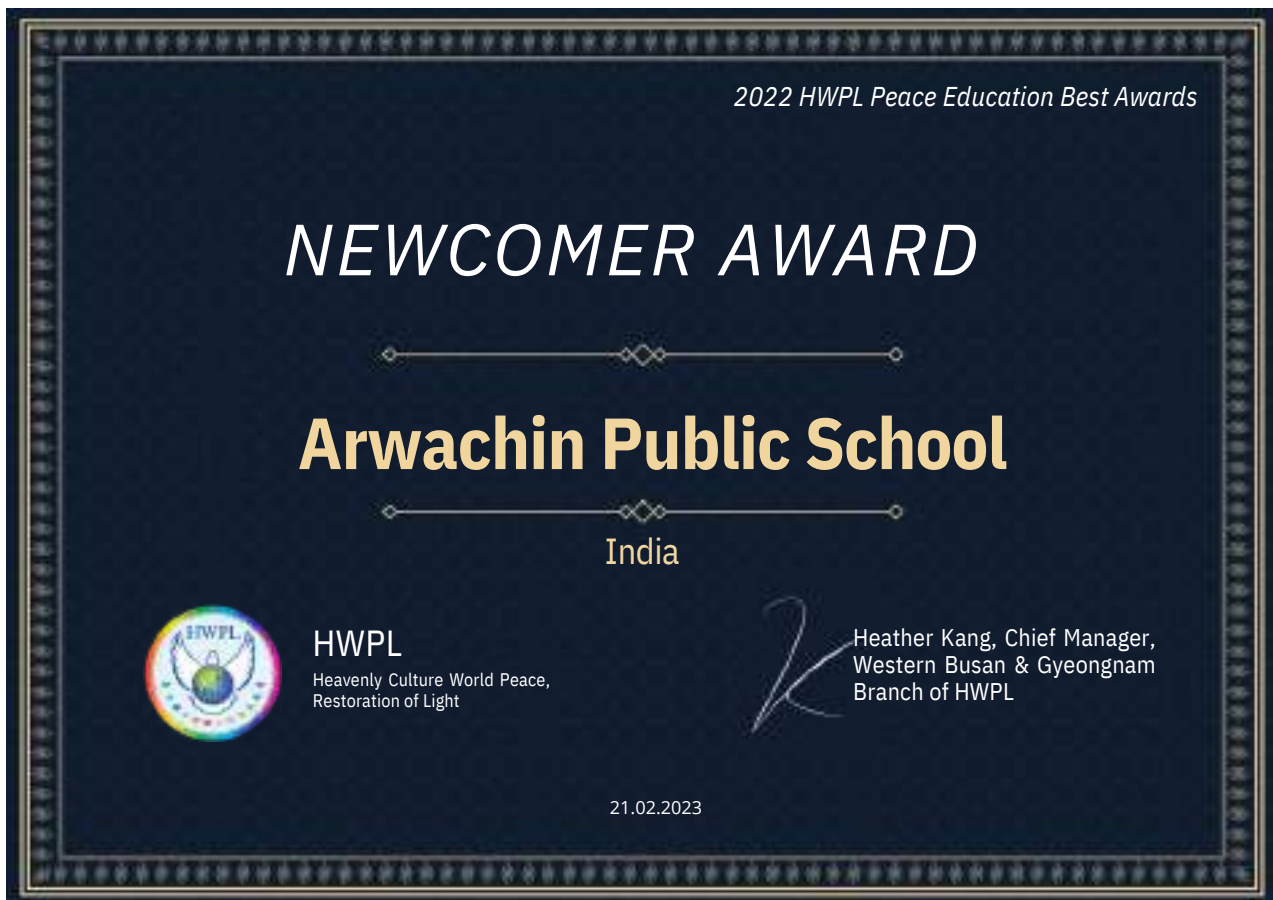 2022 HWPL Peace Education Best Awards
NEWCOMER AWARD
Arwachin Public School
India
HWPL
HWPL
Heavenly Culture World Peace,
Restoration of Light
Heather Kang, Chief Manager,
Western Busan & Gyeongnam
Branch of HWPL
21.02.2023